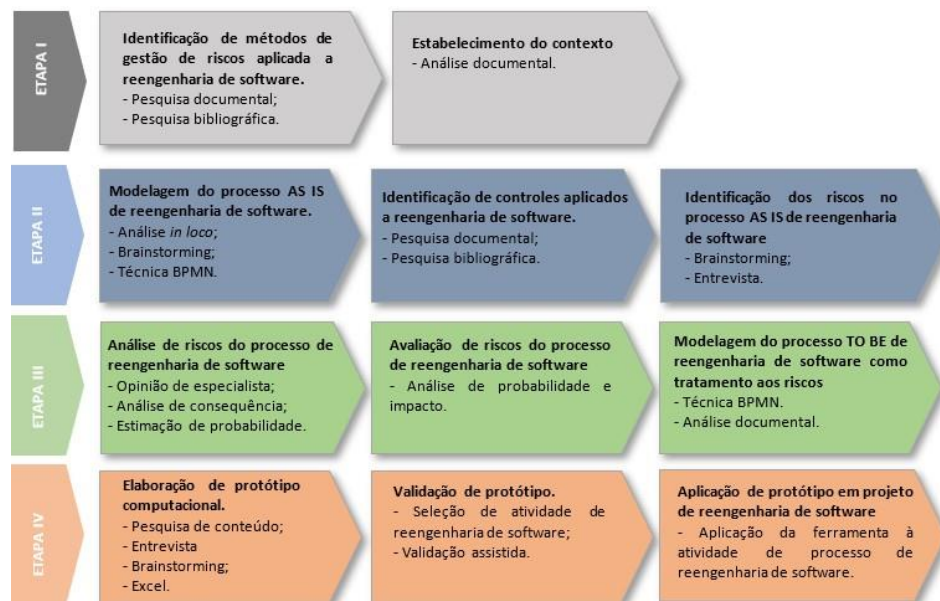 ETAPA I
Identificação de métodos de
gestão de riscos aplicada a
reengenharia de software.
- Pesquisa documental;
- Pesquisa bibliográfica.
Estabelecimento do contexto
- Análise documental.
ETAPA II
Modelagem do processo AS IS
de reengenharia de software.
- Análise in loco;
- Brainstorming;
- Técnica BPMN.
Identificação de controles aplicados
a reengenharia de software.
- Pesquisa documental;
- Pesquisa bibliográfica.
Identificação dos riscos no
processo AS IS de reengenharia
de software
- Brainstorming;
- Entrevista.
ETAPA III
Análise de riscos do processo de
reengenharia de software
- Opinião de especialista;
- Análise de consequência;
- Estimação de probabilidade.
Avaliação de riscos do processo
de reengenharia de software
- Análise de probabilidade e
impacto.
Modelagem do processo TO BE de
reengenharia de software como
tratamento aos riscos
- Técnica BPMN.
- Análise documental.
ETAPA IV
Elaboração de protótipo
computacional.
- Pesquisa de conteúdo;
- Entrevista
- Brainstorming;
- Excel.
Validação de protótipo.
- Seleção de atividade de
reengenharia de software;
- Validação assistida.
Aplicação de protótipo em projeto
de reengenharia de software
- Aplicação da ferramenta à
atividade de processo de
reengenharia de software.